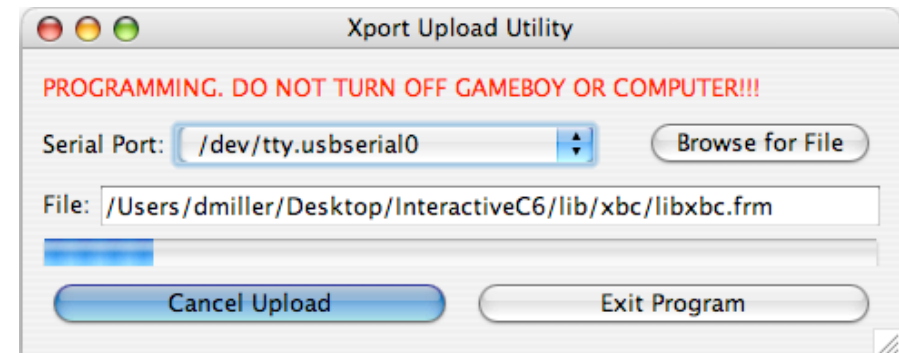 Xport Upload Utility
PROGRAMMING. DO NOT TURN OFF GAMEBOY OR COMPUTER!!!
Serial Port: /dev/tty.usbserial0 Browse for File
File: /Users/dmiller/Desktop/InteractiveC6/lib/xbc/libxbc.frm
Cancel Upload Exit Program